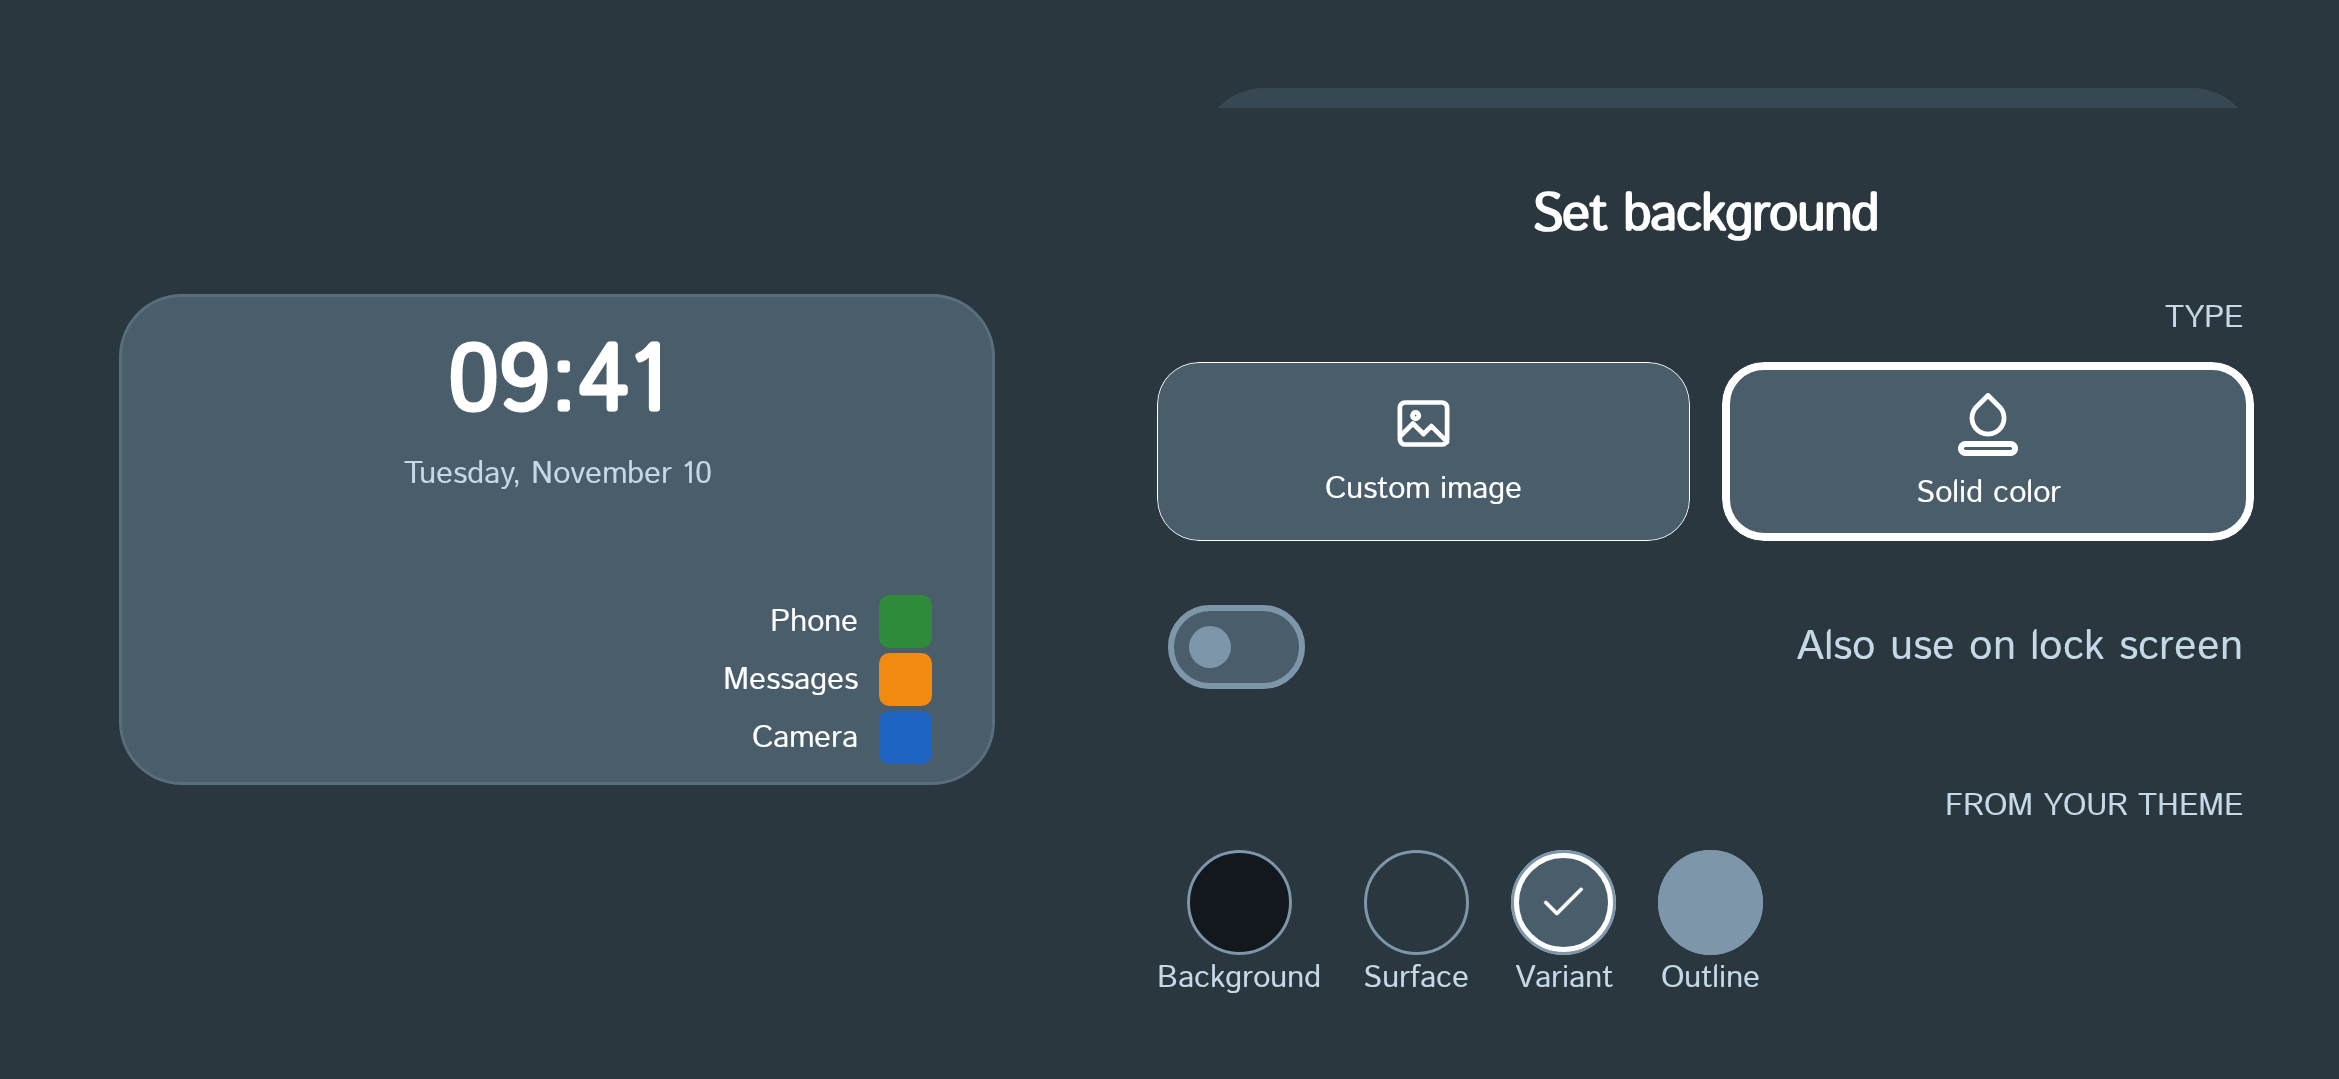 09:41
Tuesday, November 10
Phone
Messages
Camera
Set background
TYPE
Custom image
Solid color
Also use on lock screen
FROM YOUR THEME
Background
Surface
Variant
Outline